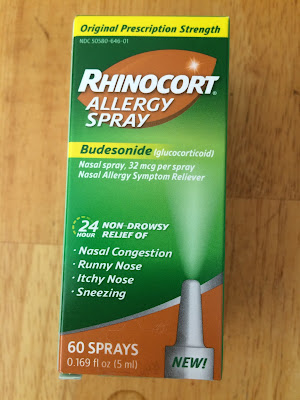 Original Prescription Strength
NDC 50580-646-01
RHINOCORT®
ALLERGY
SPRAY
Budesonide (glucocorticoid)
Nasal spray, 32 mcg per spray
Nasal Allergy Symptom Reliever
24 HOUR NON-DROWSY RELIEF OF
· Nasal Congestion
· Runny Nose
· Itchy Nose
· Sneezing
60 SPRAYS
0.169 fl oz (5 ml)
NEW!